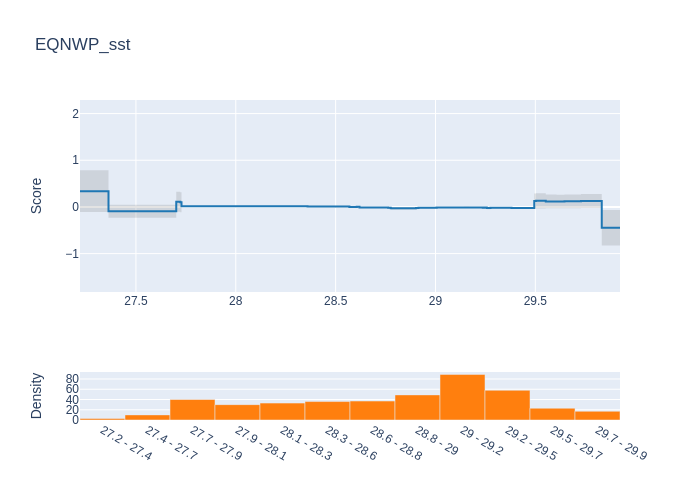 EQNWP_sst
Score
2
1
0
−1
27.5 28 28.5 29 29.5
Density
80
60
40
20
0
27.2 - 27.4
27.4 - 27.7
27.7 - 27.9
27.9 - 28.1
28.1 - 28.3
28.3 - 28.6
28.6 - 28.8
28.8 - 29
29 - 29.2
29.2 - 29.5
29.5 - 29.7
29.7 - 29.9